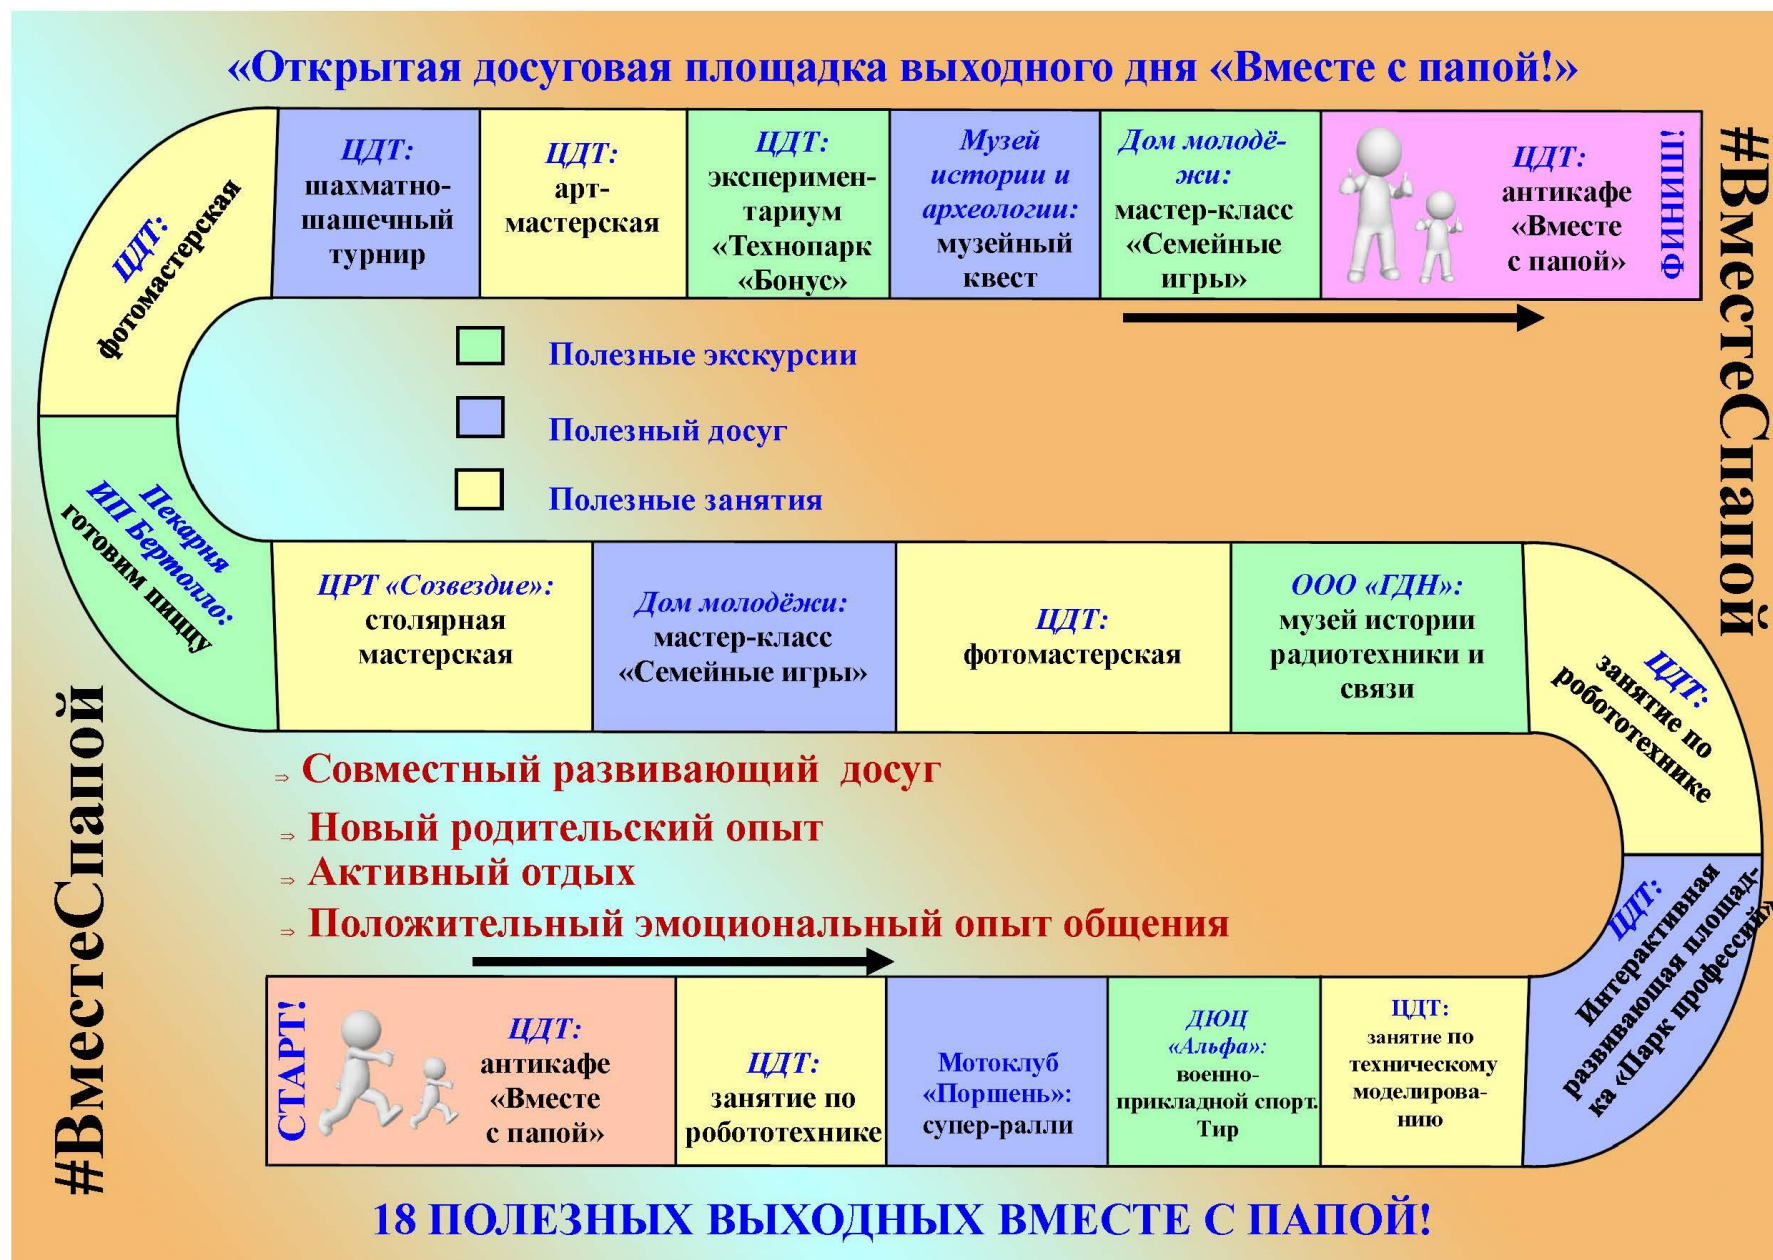 «Открытая досуговая площадка выходного дня «Вместе с папой!»
ЦДТ:
фотомастерская
ЦДТ:
шахматно-
шашечный
турнир
ЦДТ:
арт-
мастерская
ЦДТ:
эксперимен-
тариум
«Технопарк
«Бонус»
Музей
истории и
археологии:
музейный
квест
Дом молодё-
жи:
мастер-класс
«Семейные
игры»
ЦДТ:
антикафе
«Вместе
с папой»
ФИНИШ!
#ВместеСпапой
Полезные экскурсии
Полезный досуг
Полезные занятия
Пекарня
ИП Бертолло:
готовим пиццу
ЦРТ «Созвездие»:
столярная
мастерская
Дом молодёжи:
мастер-класс
«Семейные игры»
ЦДТ:
фотомастерская
ООО «ГДН»:
музей истории
радиотехники и
связи
ЦДТ:
занятие по
робототехнике
⇒ Совместный развивающий досуг
⇒ Новый родительский опыт
⇒ Активный отдых
⇒ Положительный эмоциональный опыт общения
#ВместеСпапой
СТАРТ!
ЦДТ:
антикафе
«Вместе
с папой»
ЦДТ:
занятие по
робототехнике
Мотоклуб
«Поршень»:
супер-ралли
ДЮЦ
«Альфа»:
военно-
прикладной спорт.
Тир
ЦДТ:
занятие по
техническому
моделирова-
нию
ЦДТ:
Интерактивная
развивающая площад-
ка «Парк профессий»
18 ПОЛЕЗНЫХ ВЫХОДНЫХ ВМЕСТЕ С ПАПОЙ!